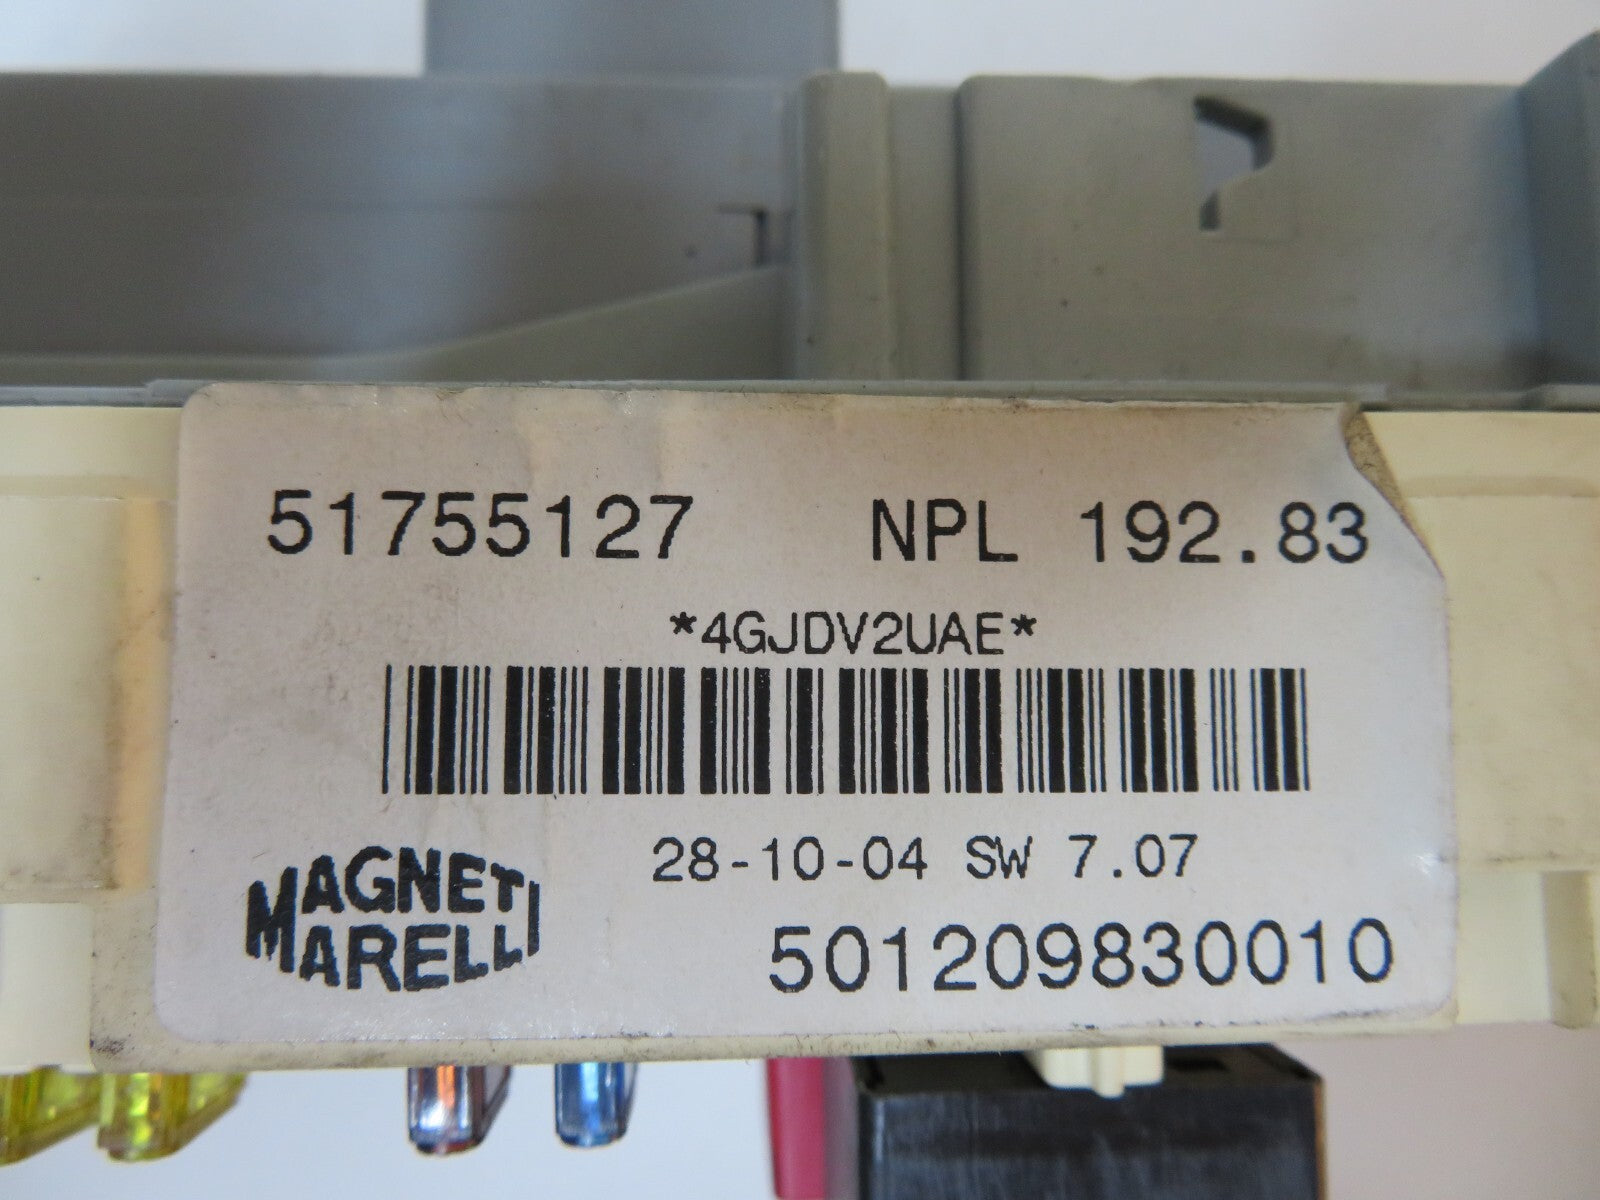 51755127 NPL 192.83
*4GJDV2UAE*
28-10-04 SW 7.07
MAGNETI
MARELLI
501209830010